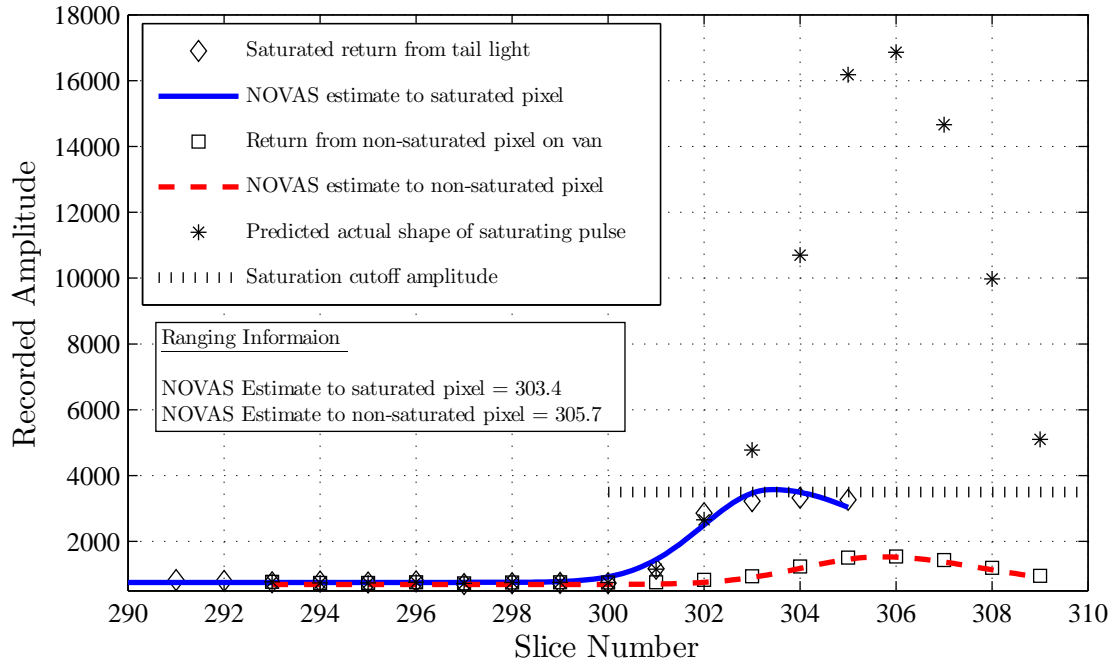 18000
16000
14000
12000
10000
8000
6000
4000
2000
Recorded Amplitude
Saturated return from tail light
NOVAS estimate to saturated pixel
Return from non-saturated pixel on van
NOVAS estimate to non-saturated pixel
Predicted actual shape of saturating pulse
Saturation cutoff amplitude
Ranging Informaion
NOVAS Estimate to saturated pixel = 303.4
NOVAS Estimate to non-saturated pixel = 305.7
290 292 294 296 298 300 302 304 306 308 310
Slice Number